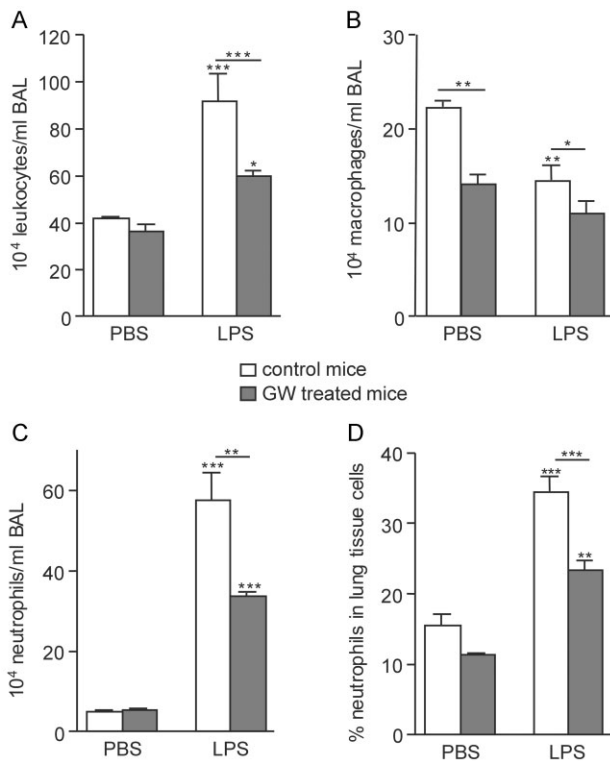 A
10⁴ leukocytes/ml BAL
120
100
80
60
40
20
0
***
***
*
PBS
LPS
B
10⁴ macrophages/ml BAL
30
20
10
0
**
**
*
PBS
LPS
control mice
GW treated mice
C
10⁴ neutrophils/ml BAL
60
40
20
0
**
***
***
PBS
LPS
D
% neutrophils in lung tissue cells
40
30
20
10
0
***
***
**
PBS
LPS